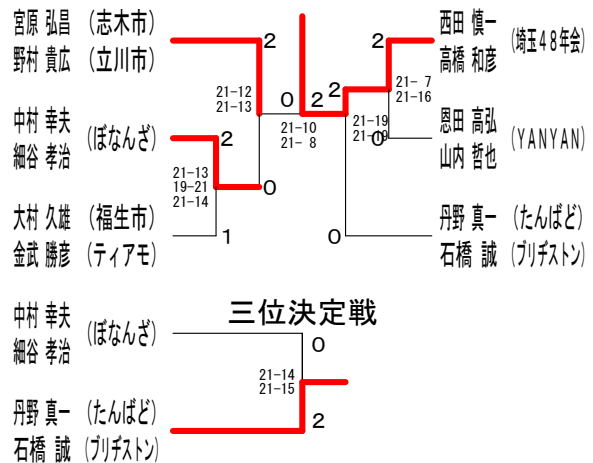 宮原 弘昌 (志木市)
野村 貴広 (立川市)
2
21-12
21-13
中村 幸夫
細谷 孝治
(ぼなんざ)
2
21-13
19-21
21-14
0
大村 久雄 (福生市)
金武 勝彦 (ティアモ)
1
0
2
21-10
21- 8
西田 慎一
高橋 和彦
(埼玉48年会)
2
21- 7
21-16
2
21-19
恩田 高弘
山内 哲也
(YANYAN)
0
丹野 真一 (たんばど)
石橋 誠 (ブリヂストン)
0
三位決定戦
中村 幸夫
細谷 孝治
(ぼなんざ)
0
21-14
21-15
丹野 真一 (たんばど)
石橋 誠 (ブリヂストン)
2